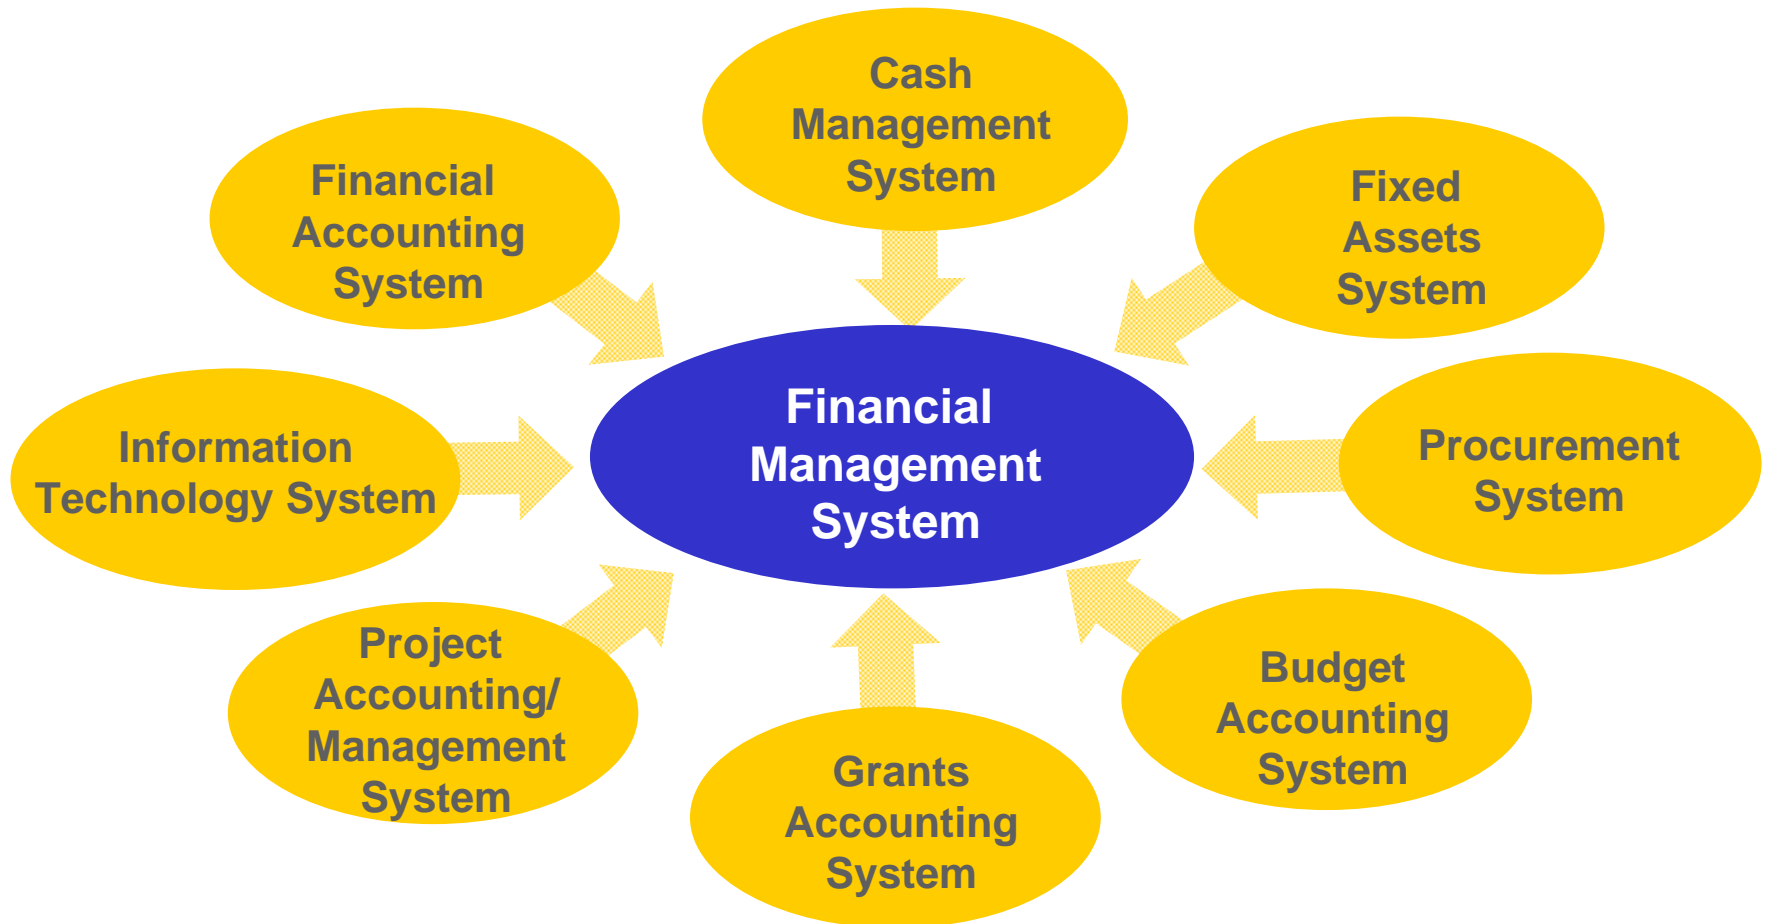 Cash
Management
System
Financial
Accounting
System
Fixed
Assets
System
Financial
Management
System
Information
Technology System
Procurement
System
Project
Accounting/
Management
System
Budget
Accounting
System
Grants
Accounting
System